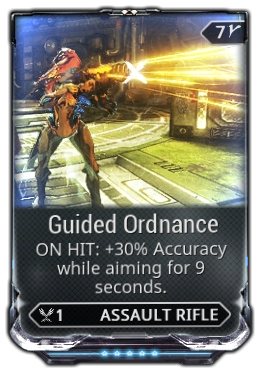 7
Guided Ordnance
ON HIT: +30% Accuracy
while aiming for 9
seconds.
1 ASSAULT RIFLE